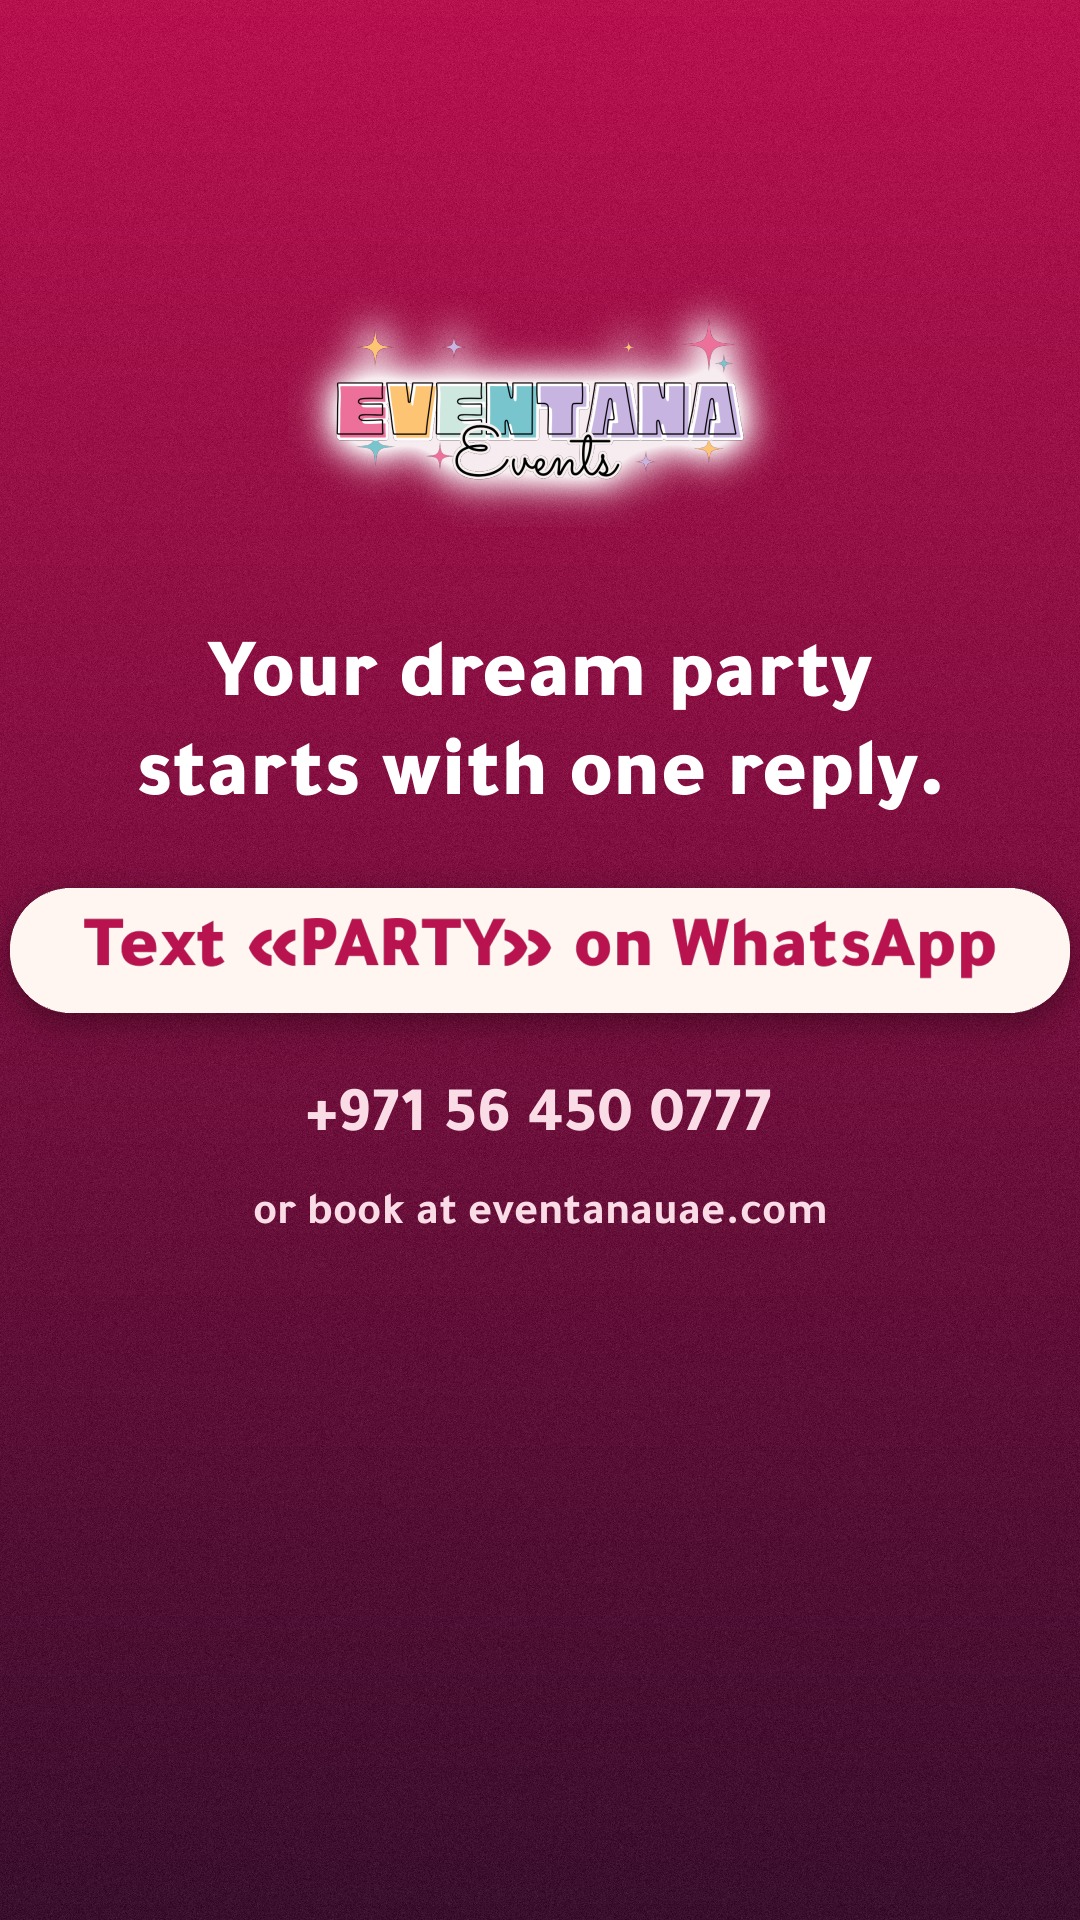 EVENTANA
Events
Your dream party
starts with one reply.
Text «PARTY» on WhatsApp
+971 56 450 0777
or book at eventanauae.com